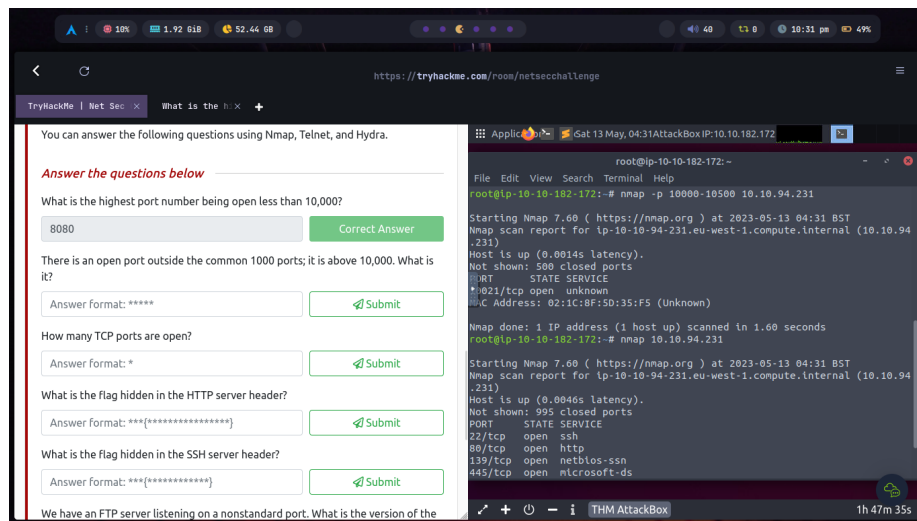 10% 1.92 GiB 52.44 GB 40 0 10:31 pm 49%
https://tryhackme.com/room/netsecchallenge
TryHackMe | Net Sec × What is the hi× +
You can answer the following questions using Nmap, Telnet, and Hydra.
Answer the questions below
What is the highest port number being open less than 10,000?
8080 Correct Answer
There is an open port outside the common 1000 ports; it is above 10,000. What is
it?
Answer format: ***** Submit
How many TCP ports are open?
Answer format: * Submit
What is the flag hidden in the HTTP server header?
Answer format: ***{****************} Submit
What is the flag hidden in the SSH server header?
Answer format: ***{************} Submit
We have an FTP server listening on a nonstandard port. What is the version of the
Sat 13 May, 04:31 AttackBox IP:10.10.182.172
root@ip-10-10-182-172: ~
File Edit View Search Terminal Help
root@ip-10-10-182-172:~# nmap -p 10000-10500 10.10.94.231
Starting Nmap 7.60 ( https://nmap.org ) at 2023-05-13 04:31 BST
Nmap scan report for ip-10-10-94-231.eu-west-1.compute.internal (10.10.94
.231)
Host is up (0.0014s latency).
Not shown: 500 closed ports
PORT STATE SERVICE
0021/tcp open unknown
MAC Address: 02:1C:8F:5D:35:F5 (Unknown)
Nmap done: 1 IP address (1 host up) scanned in 1.60 seconds
root@ip-10-10-182-172:~# nmap 10.10.94.231
Starting Nmap 7.60 ( https://nmap.org ) at 2023-05-13 04:31 BST
Nmap scan report for ip-10-10-94-231.eu-west-1.compute.internal (10.10.94
.231)
Host is up (0.0046s latency).
Not shown: 995 closed ports
PORT STATE SERVICE
22/tcp open ssh
80/tcp open http
139/tcp open netbios-ssn
445/tcp open microsoft-ds
THM AttackBox 1h 47m 35s